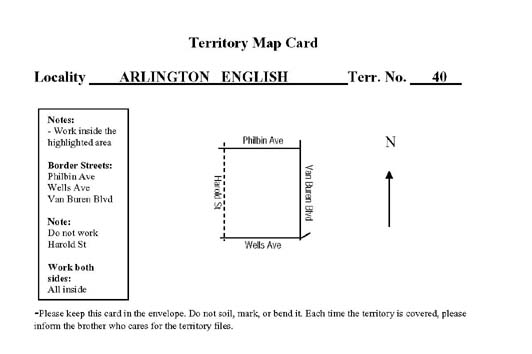 Territory Map Card
Locality ARLINGTON ENGLISH Terr. No. 40
Notes:
- Work inside the
highlighted area
Border Streets:
Philbin Ave
Wells Ave
Van Buren Blvd
Note:
Do not work
Harold St
Work both
sides:
All inside
Philbin Ave
Harold St
Van Buren Blvd
Wells Ave
N
-Please keep this card in the envelope. Do not soil, mark, or bend it. Each time the territory is covered, please
inform the brother who cares for the territory files.